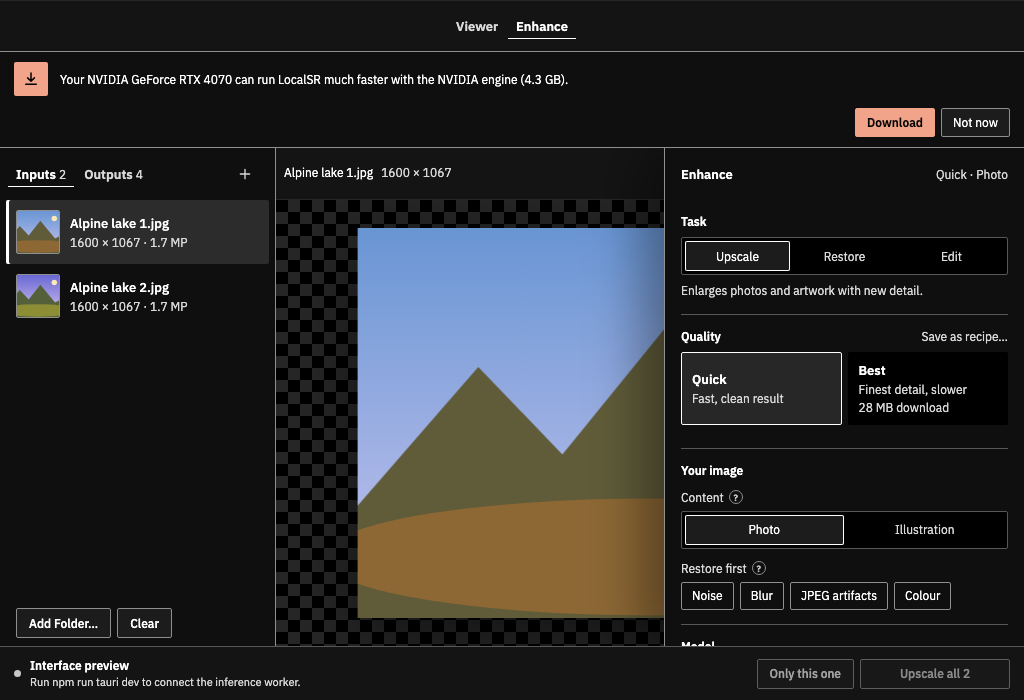 Viewer Enhance
Your NVIDIA GeForce RTX 4070 can run LocalSR much faster with the NVIDIA engine (4.3 GB).
Download Not now
Inputs 2 Outputs 4 +
Alpine lake 1.jpg
1600 × 1067 · 1.7 MP
Alpine lake 2.jpg
1600 × 1067 · 1.7 MP
Add Folder... Clear
Alpine lake 1.jpg 1600 × 1067
Enhance Quick · Photo
Task
Upscale Restore Edit
Enlarges photos and artwork with new detail.
Quality Save as recipe...
Quick
Fast, clean result
Best
Finest detail, slower
28 MB download
Your image
Content ?
Photo Illustration
Restore first ?
Noise Blur JPEG artifacts Colour
Model
Interface preview
Run npm run tauri dev to connect the inference worker.
Only this one Upscale all 2